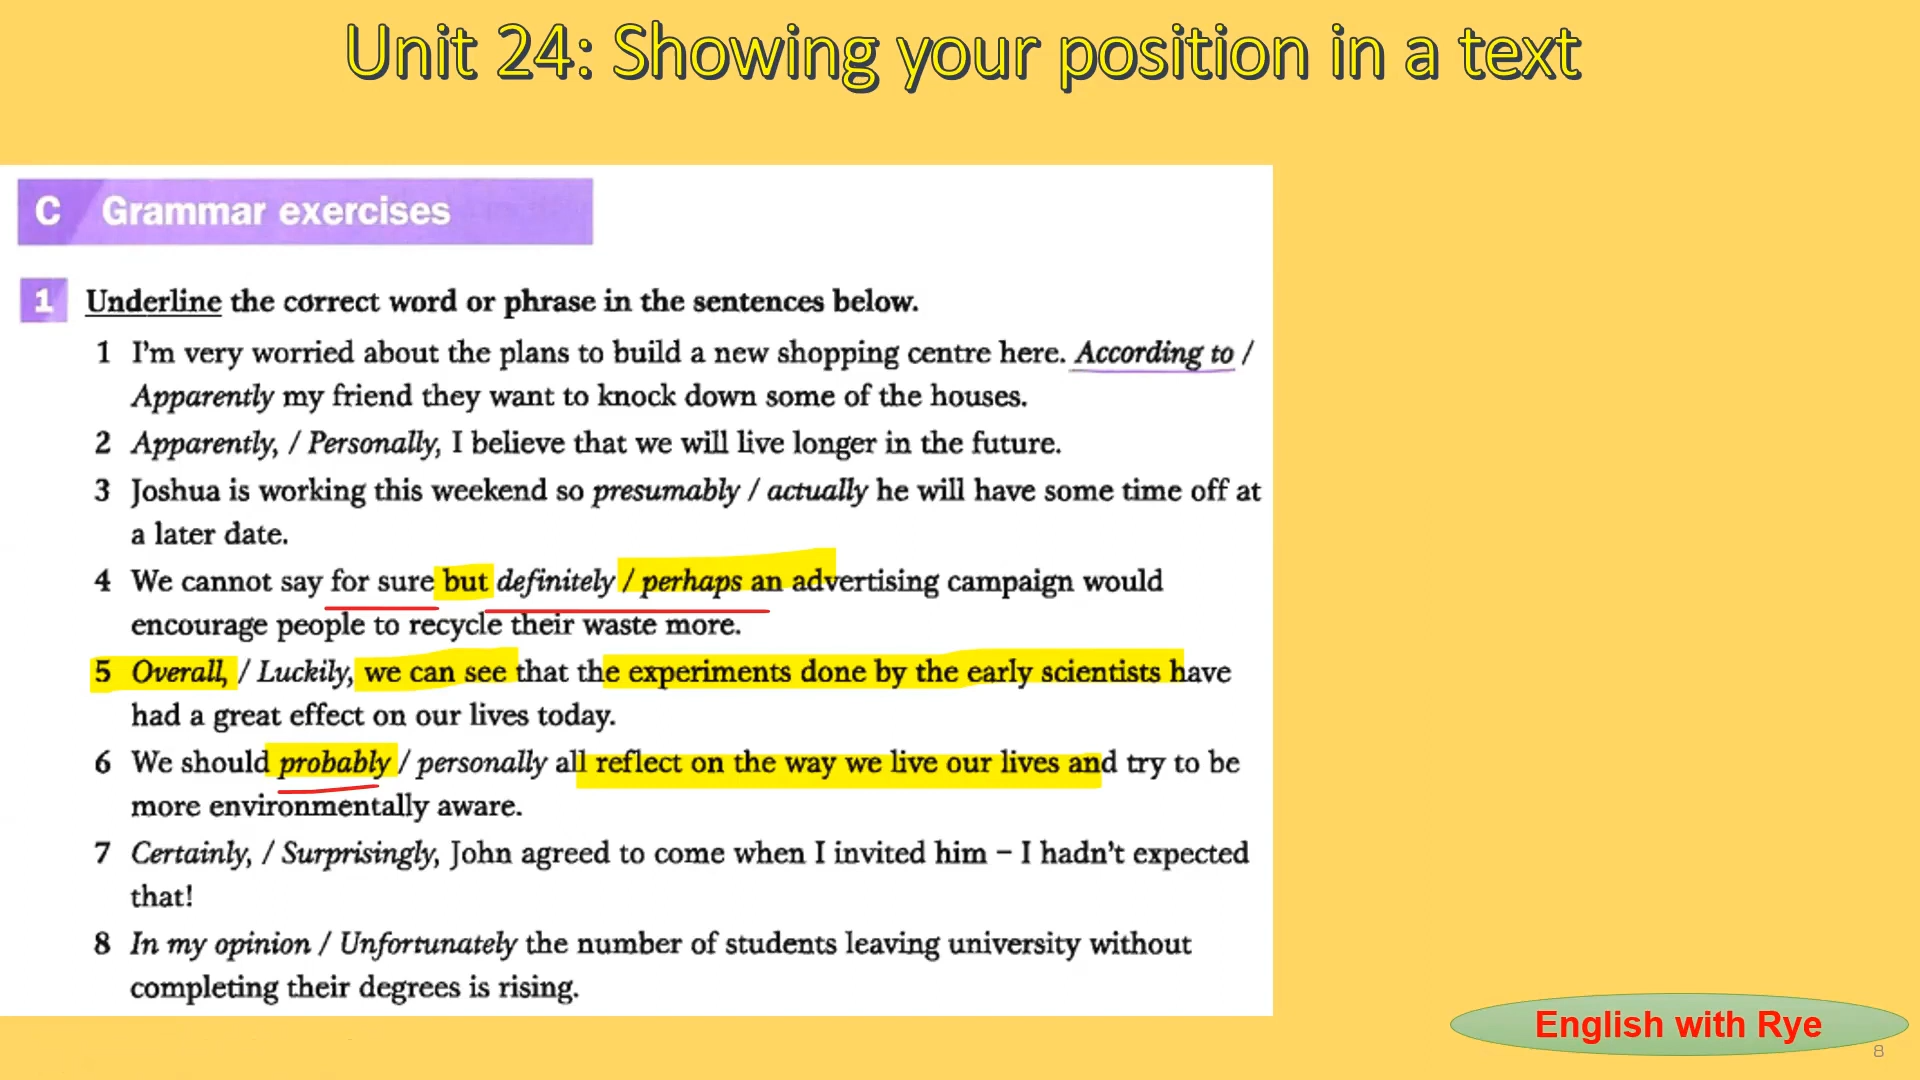 Unit 24: Showing your position in a text
C Grammar exercises
1 Underline the correct word or phrase in the sentences below.
1 I'm very worried about the plans to build a new shopping centre here. According to /
Apparently my friend they want to knock down some of the houses.
2 Apparently, / Personally, I believe that we will live longer in the future.
3 Joshua is working this weekend so presumably / actually he will have some time off at
a later date.
4 We cannot say for sure but definitely / perhaps an advertising campaign would
encourage people to recycle their waste more.
5 Overall, / Luckily, we can see that the experiments done by the early scientists have
had a great effect on our lives today.
6 We should probably / personally all reflect on the way we live our lives and try to be
more environmentally aware.
7 Certainly, / Surprisingly, John agreed to come when I invited him – I hadn't expected
that!
8 In my opinion / Unfortunately the number of students leaving university without
completing their degrees is rising.
English with Rye
8